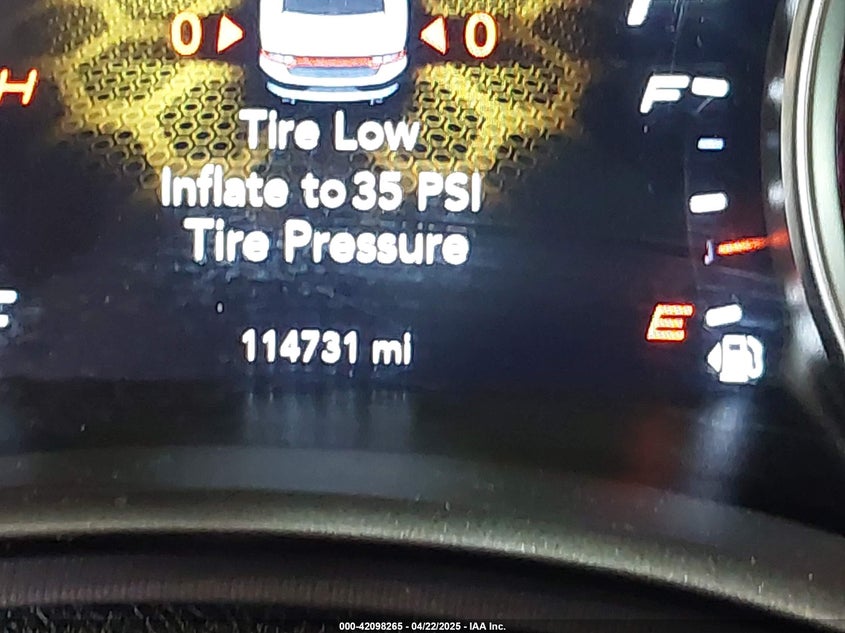 0 0
F
H
Tire Low
Inflate to 35 PSI
Tire Pressure
E
114731 mi
000-42098265 - 04/22/2025 - IAA Inc.